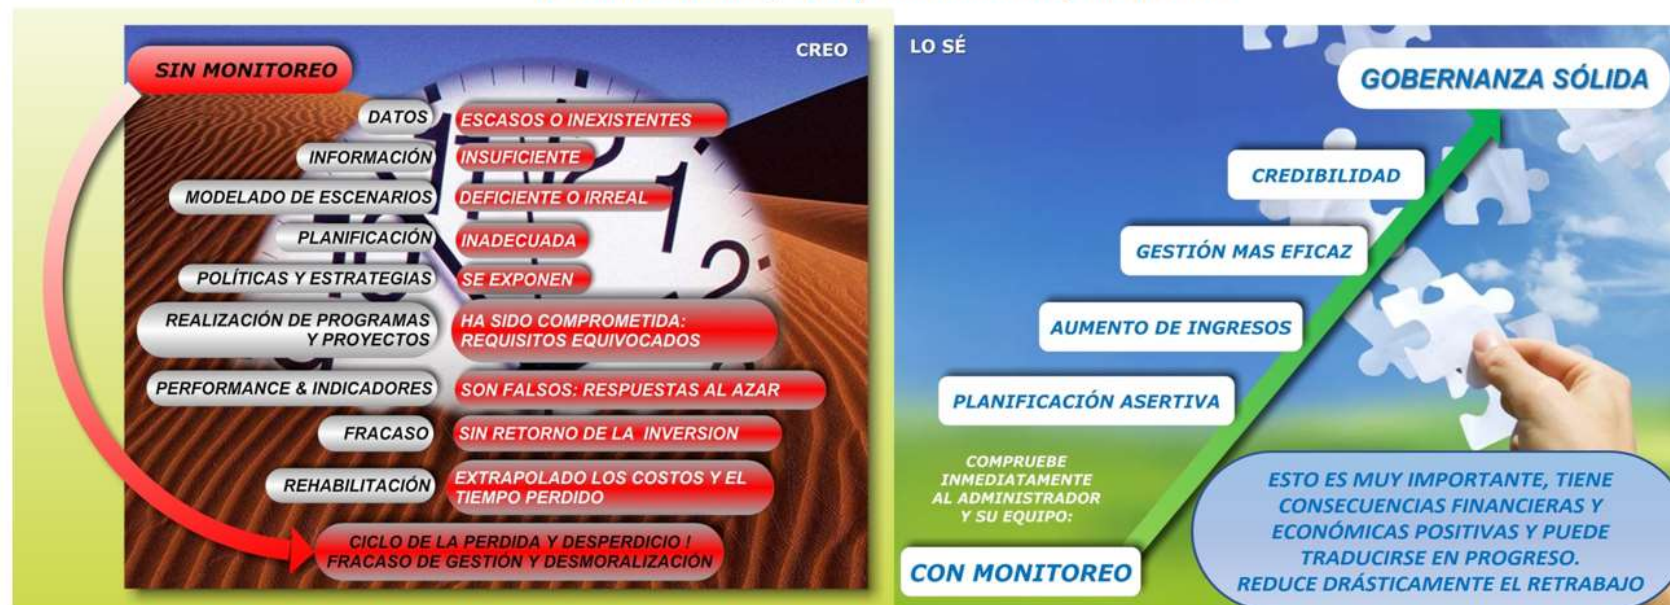 CREO
SIN MONITOREO
DATOS ESCASOS O INEXISTENTES
INFORMACIÓN INSUFICIENTE
MODELADO DE ESCENARIOS DEFICIENTE O IRREAL
PLANIFICACIÓN INADECUADA
POLÍTICAS Y ESTRATEGIAS SE EXPONEN
REALIZACIÓN DE PROGRAMAS
Y PROYECTOS
HA SIDO COMPROMETIDA:
REQUISITOS EQUIVOCADOS
PERFORMANCE & INDICADORES SON FALSOS: RESPUESTAS AL AZAR
FRACASO SIN RETORNO DE LA INVERSION
REHABILITACIÓN
EXTRAPOLADO LOS COSTOS Y EL
TIEMPO PERDIDO
CICLO DE LA PERDIDA Y DESPERDICIO !
FRACASO DE GESTIÓN Y DESMORALIZACIÓN
LO SÉ
GOBERNANZA SÓLIDA
CREDIBILIDAD
GESTIÓN MAS EFICAZ
AUMENTO DE INGRESOS
PLANIFICACIÓN ASERTIVA
COMPRUEBE
INMEDIATAMENTE
AL ADMINISTRADOR
Y SU EQUIPO:
CON MONITOREO
ESTO ES MUY IMPORTANTE, TIENE
CONSECUENCIAS FINANCIERAS Y
ECONÓMICAS POSITIVAS Y PUEDE
TRADUCIRSE EN PROGRESO.
REDUCE DRÁSTICAMENTE EL RETRABAJO